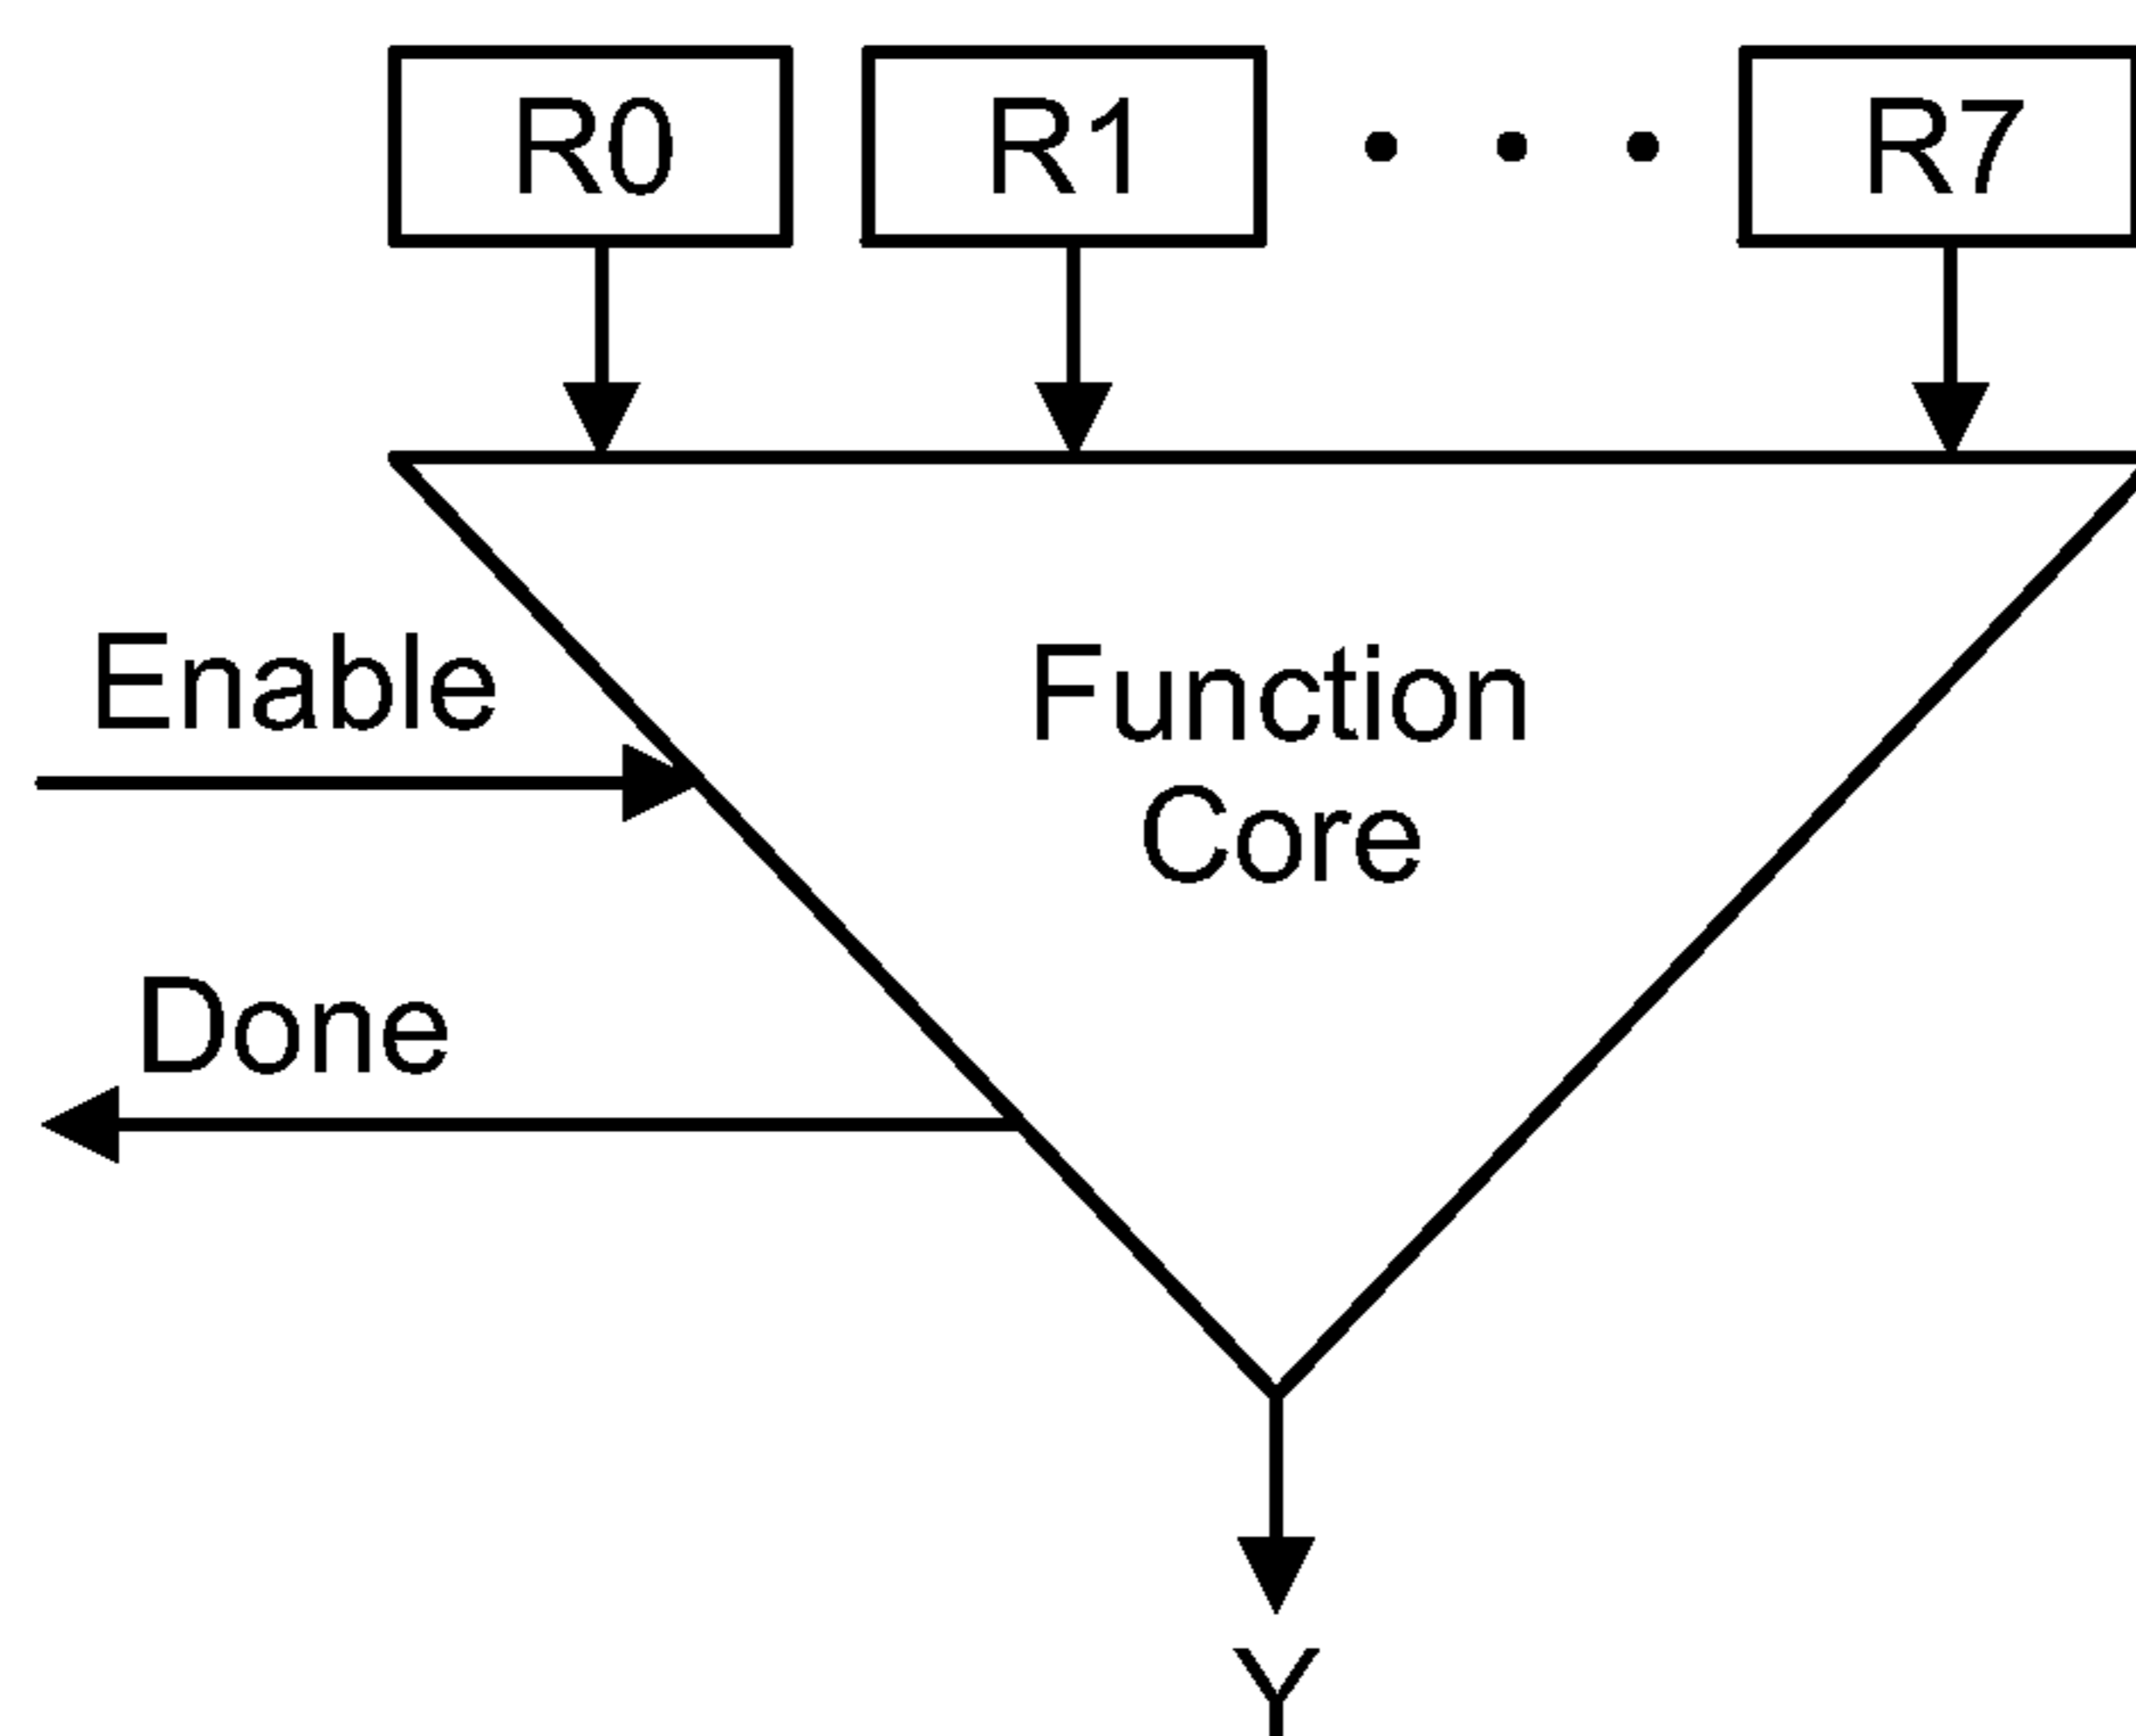 R0 R1 • • • R7
Enable
Function
Core
Done
Y